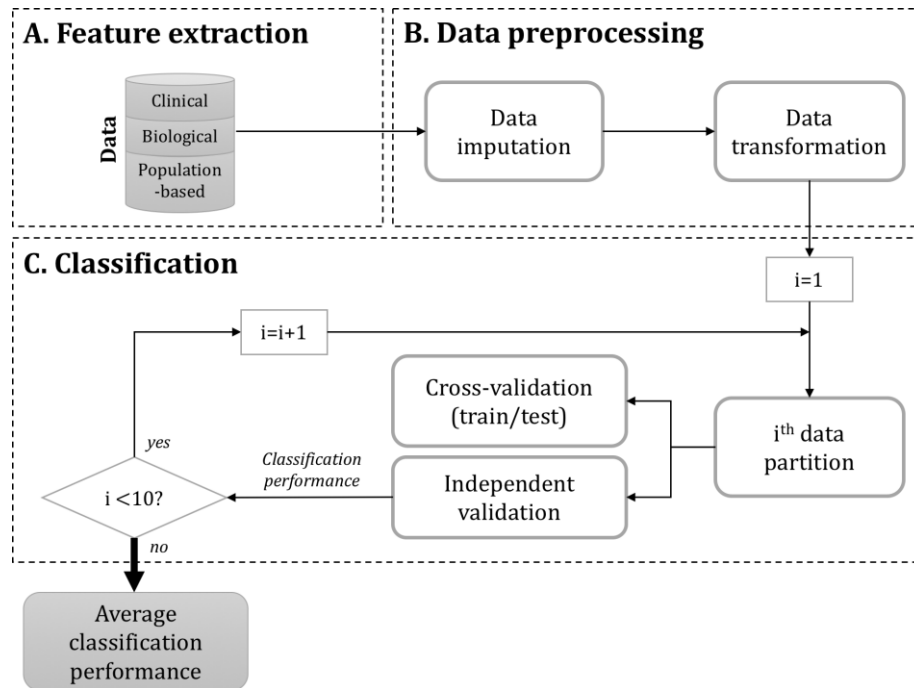 A. Feature extraction
Data
Clinical
Biological
Population
-based
B. Data preprocessing
Data
imputation
Data
transformation
C. Classification
i=1
i=i+1
Cross-validation
(train/test)
ith data
partition
yes
Classification
performance
Independent
validation
i <10?
no
Average
classification
performance